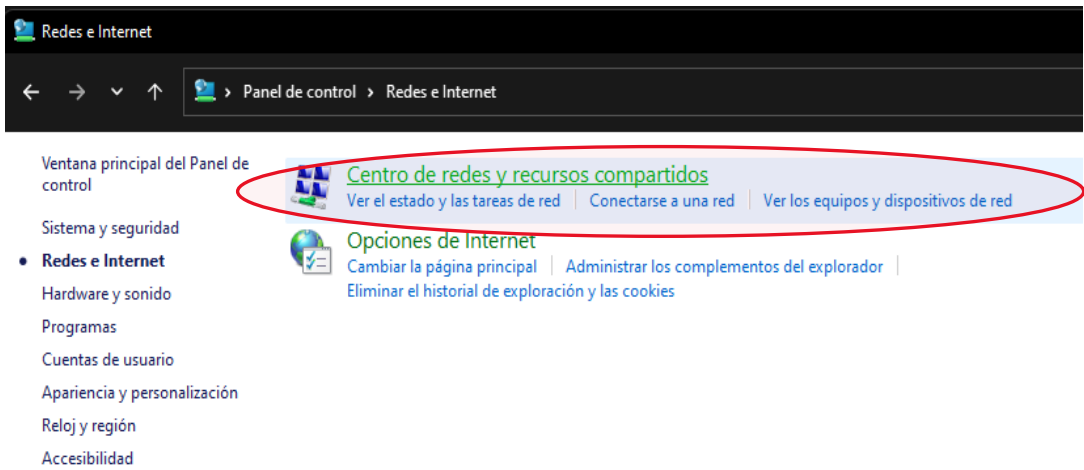 Redes e Internet
Panel de control > Redes e Internet
Ventana principal del Panel de
control
Sistema y seguridad
Redes e Internet
Hardware y sonido
Programas
Cuentas de usuario
Apariencia y personalización
Reloj y región
Accesibilidad
Centro de redes y recursos compartidos
Ver el estado y las tareas de red | Conectarse a una red | Ver los equipos y dispositivos de red
Opciones de Internet
Cambiar la página principal | Administrar los complementos del explorador |
Eliminar el historial de exploración y las cookies